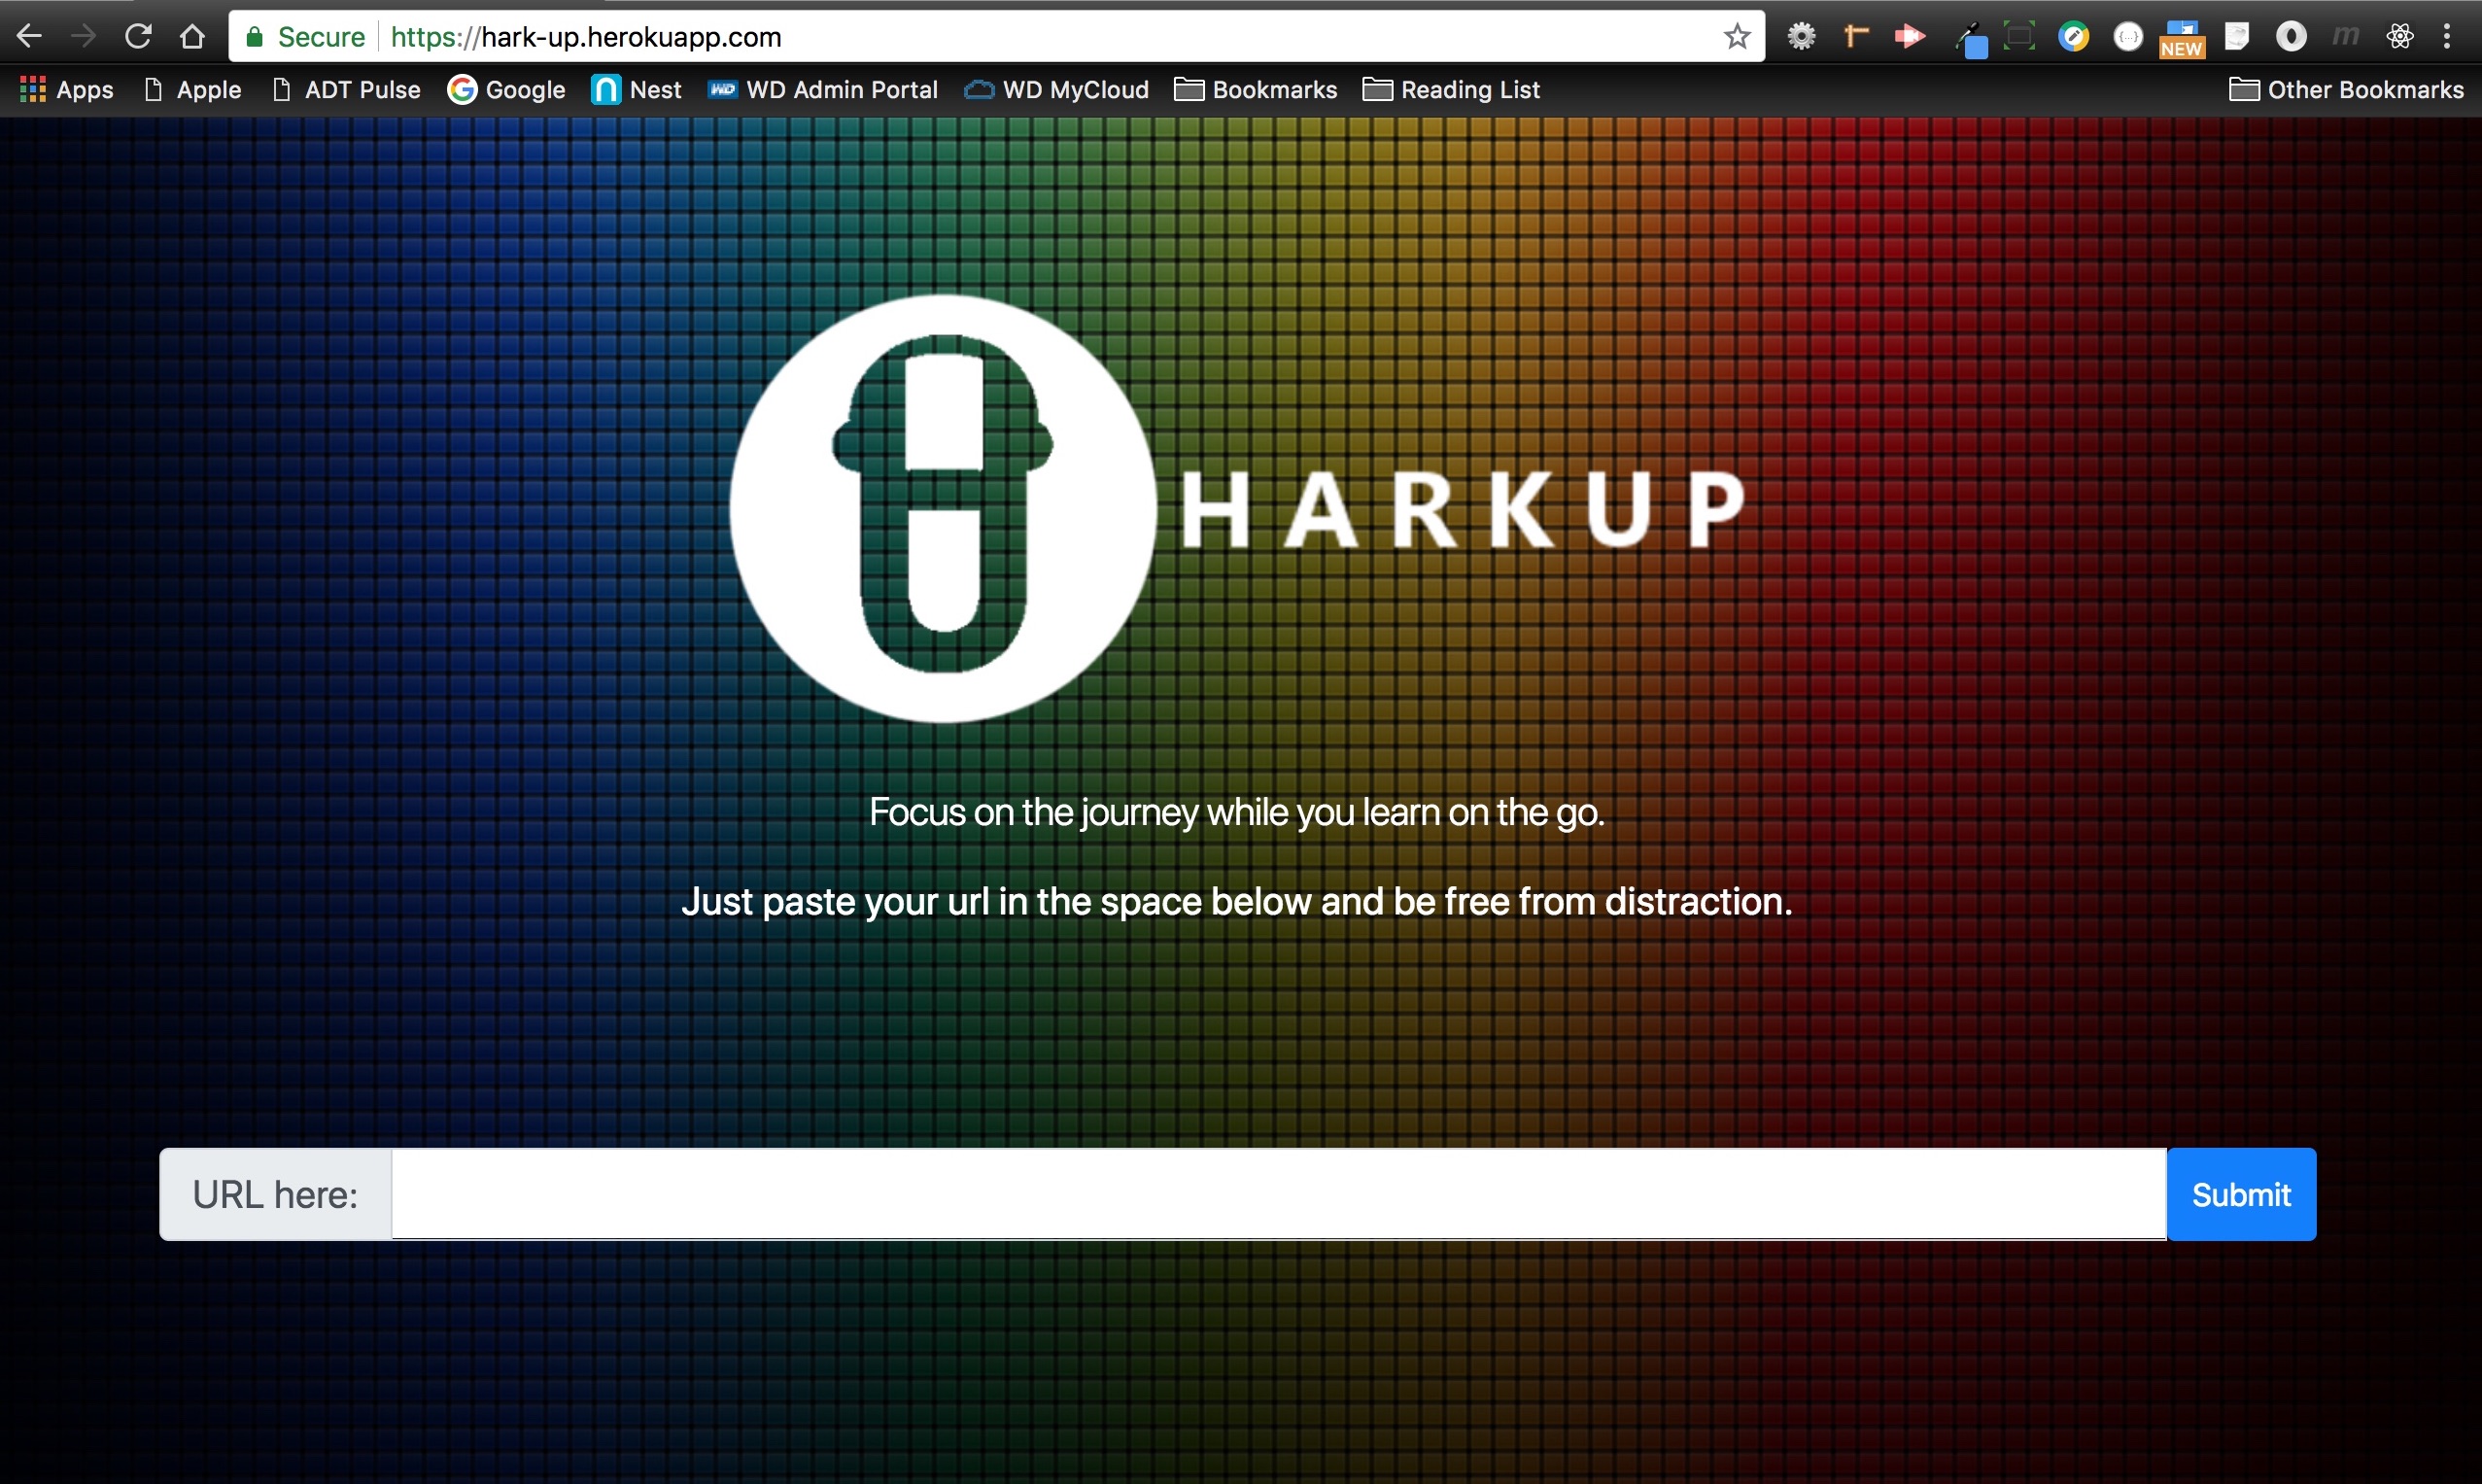 Secure https://hark-up.herokuapp.com
NEW
m
Apps Apple ADT Pulse Google Nest WD WD Admin Portal WD MyCloud Bookmarks Reading List Other Bookmarks
HARKUP
Focus on the journey while you learn on the go.
Just paste your url in the space below and be free from distraction.
URL here: Submit